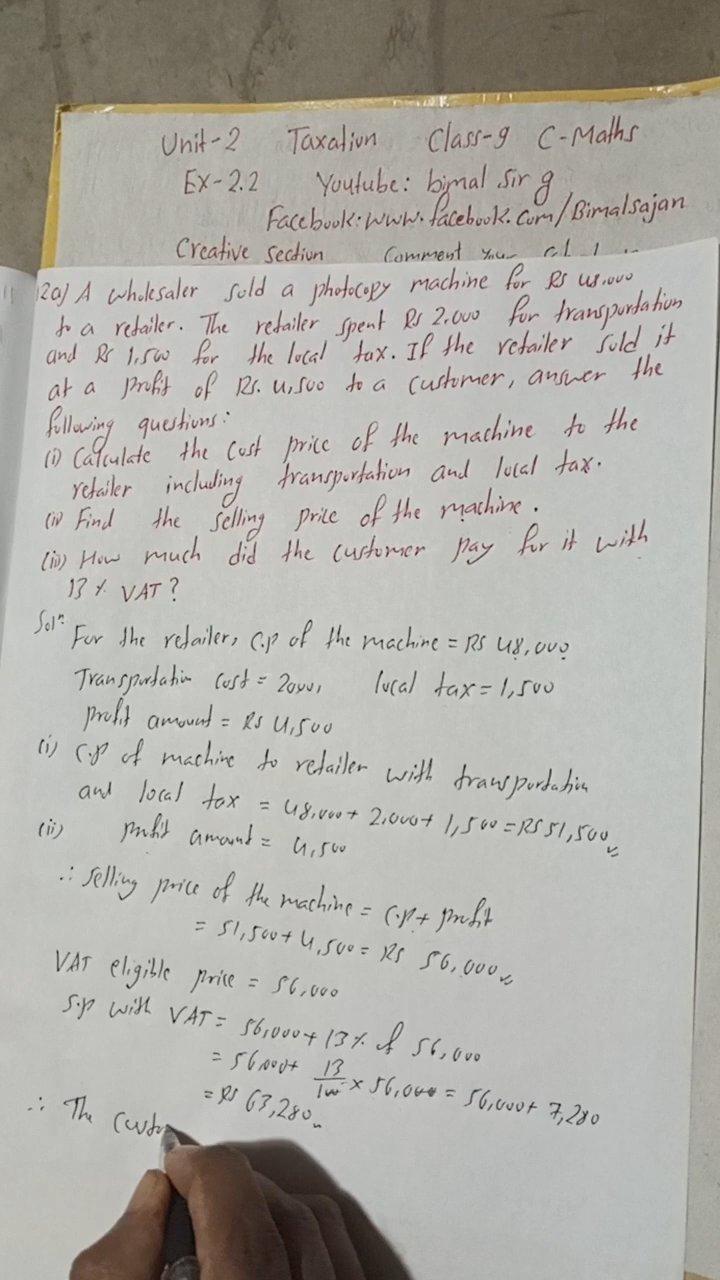 Unit-2 Taxation Class-9 C-Maths
Ex-2.2 Youtube: bimal sir g
Facebook: www.facebook.com/Bimalsajan
Creative section Comment your
12a) A wholesaler sold a photocopy machine for Rs 48,000
to a retailer. The retailer spent Rs 2,000 for transportation
and Rs 1,500 for the local tax. If the retailer sold it
at a profit of Rs. 4,500 to a customer, answer the
following questions:
(i) Calculate the cost price of the machine to the
retailer including transportation and local tax.
(ii) Find the selling price of the machine.
(iii) How much did the customer pay for it with
13% VAT?
Solⁿ
For the retailer, C.p of the machine = Rs 48,000
Transportation cost = 2000, local tax = 1,500
profit amount = Rs 4,500
(i) C.P of machine to retailer with transportation
and local tax = 48,000 + 2,000 + 1,500 = RS 51,500
(ii) profit amount = 4,500
∴ Selling price of the machine = C.P + profit
= 51,500 + 4,500 = Rs 56,000
VAT eligible price = 56,000
S.p with VAT = 56,000 + 13% of 56,000
= 56,000 + 13/100 × 56,000 = 56,000 + 7,280
= Rs 63,280
∴ The custo